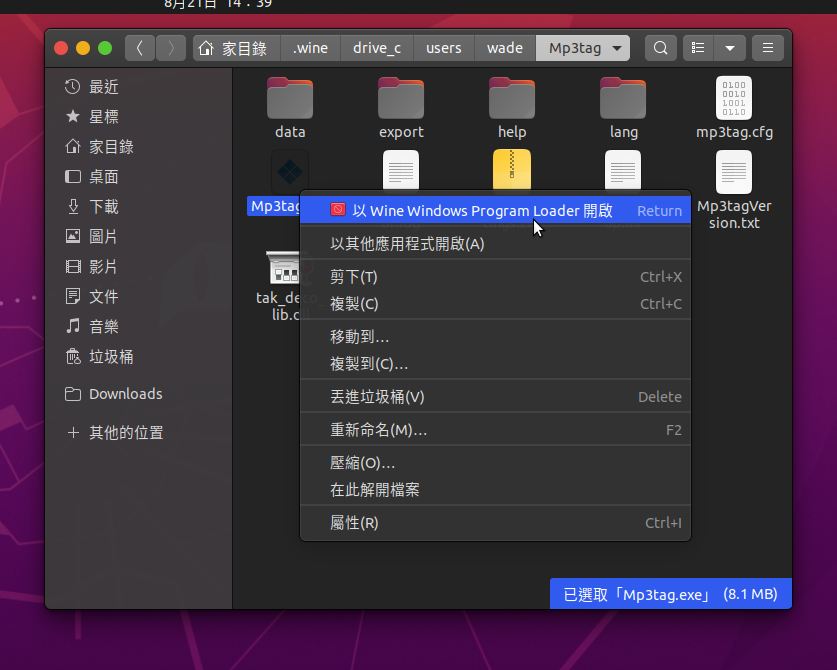 8月21日 14：39
家目錄 .wine drive_c users wade Mp3tag
最近
星標
家目錄
桌面
下載
圖片
影片
文件
音樂
垃圾桶
Downloads
其他的位置
data export help lang mp3tag.cfg
Mp3tag
Mp3tagVer
sion.txt
tak_deco
lib.d
以 Wine Windows Program Loader 開啟 Return
以其他應用程式開啟(A)
剪下(T) Ctrl+X
複製(C) Ctrl+C
移動到…
複製到(C)…
丟進垃圾桶(V) Delete
重新命名(M)… F2
壓縮(O)…
在此解開檔案
屬性(R) Ctrl+I
已選取「Mp3tag.exe」 (8.1 MB)